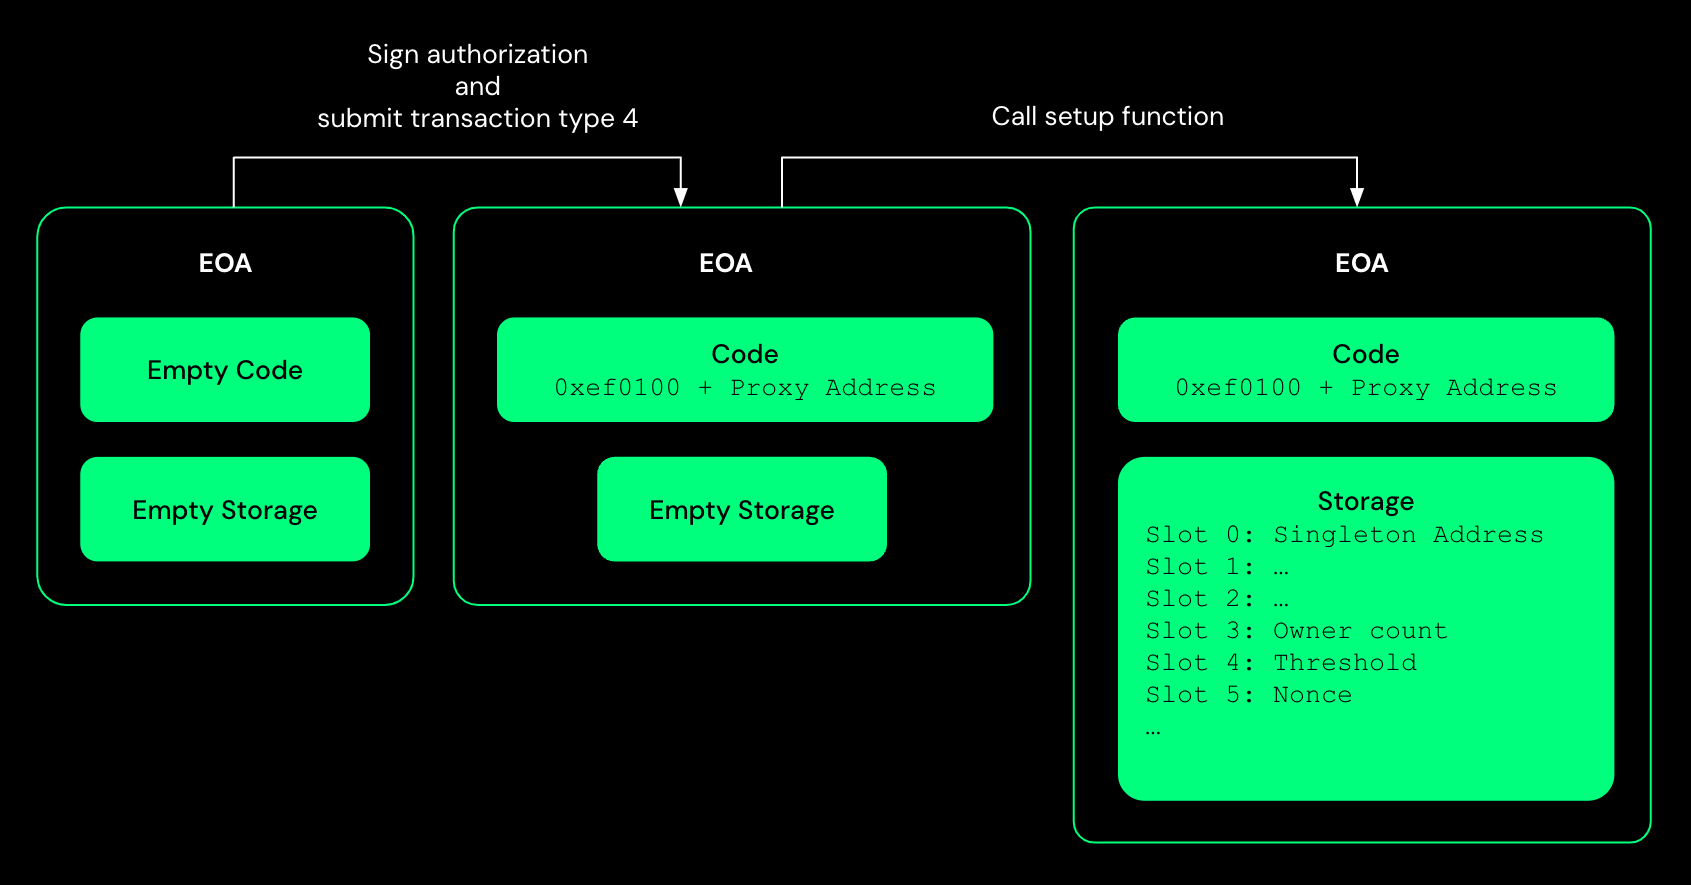 Sign authorization
and
submit transaction type 4
Call setup function
EOA
Empty Code
Empty Storage
EOA
Code
0xef0100 + Proxy Address
Empty Storage
EOA
Code
0xef0100 + Proxy Address
Storage
Slot 0: Singleton Address
Slot 1: …
Slot 2: …
Slot 3: Owner count
Slot 4: Threshold
Slot 5: Nonce
…